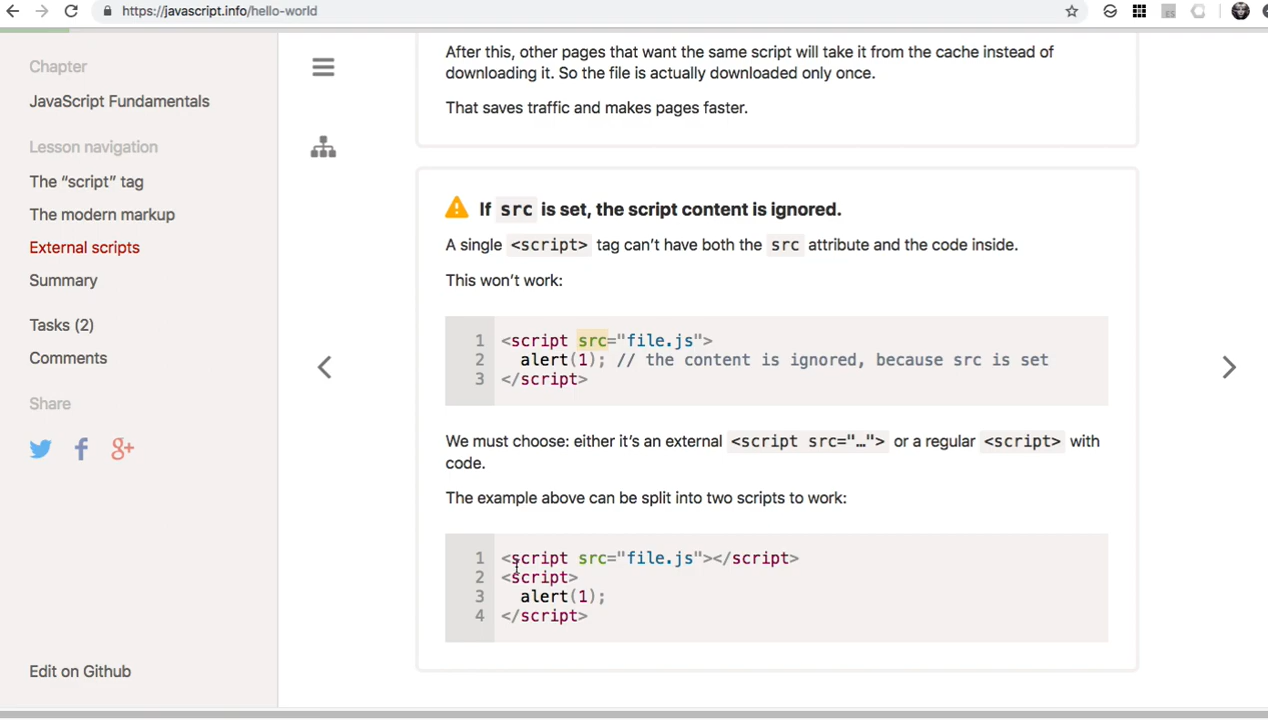 https://javascript.info/hello-world
Chapter
JavaScript Fundamentals
Lesson navigation
The “script” tag
The modern markup
External scripts
Summary
Tasks (2)
Comments
Share
Edit on Github
After this, other pages that want the same script will take it from the cache instead of
downloading it. So the file is actually downloaded only once.
That saves traffic and makes pages faster.
If src is set, the script content is ignored.
A single <script> tag can’t have both the src attribute and the code inside.
This won’t work:
1 <script src="file.js">
2   alert(1); // the content is ignored, because src is set
3 </script>
We must choose: either it’s an external <script src="…"> or a regular <script> with
code.
The example above can be split into two scripts to work:
1 <script src="file.js"></script>
2 <script>
3   alert(1);
4 </script>